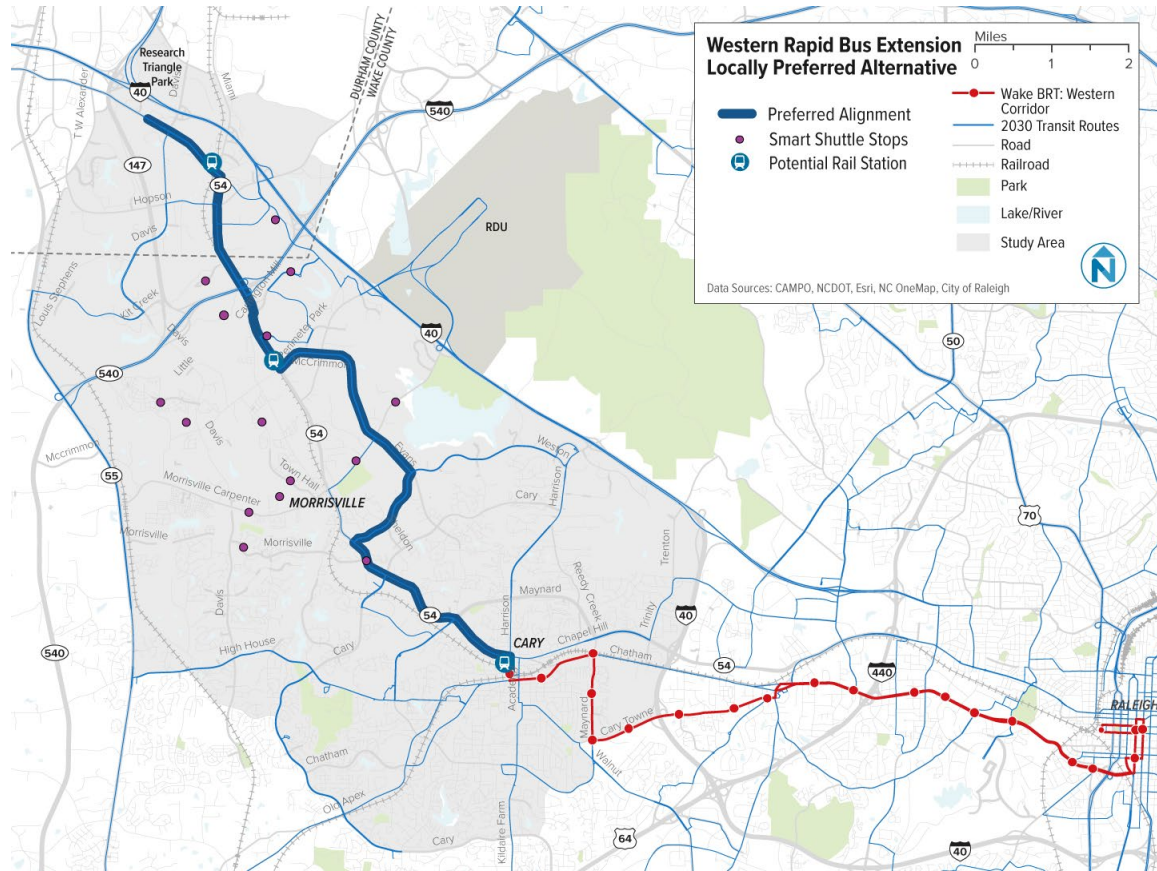 Western Rapid Bus Extension
Locally Preferred Alternative
Miles
0 1 2
Preferred Alignment
Smart Shuttle Stops
Potential Rail Station
Wake BRT: Western
Corridor
2030 Transit Routes
Road
Railroad
Park
Lake/River
Study Area
N
Data Sources: CAMPO, NCDOT, Esri, NC OneMap, City of Raleigh
Research
Triangle
Park
40
T W Alexander
Davis
Miami
DURHAM COUNTY
WAKE COUNTY
540
147
54
Hopson
Davis
RDU
Louis Stephens
Kit Creek
Carrington Mill
Perimeter Park
Davis
Little
McCrimmon
40
50
540
54
Davis
Mccrimmon
55
Evans
Weston
Harrison
Cary
Town Hall
Morrisville Carpenter
MORRISVILLE
70
Morrisville
Morrisville
Sheldon
Trenton
Davis
Maynard
Reedy Creek
Harrison
Trinity
40
54
High House
Cary
CARY
Chapel Hill
Chatham
54
440
540
Academy
Maynard
Cary Towne
RALEIGH
Chatham
Walnut
Old Apex
Cary
Kildaire Farm
64
40